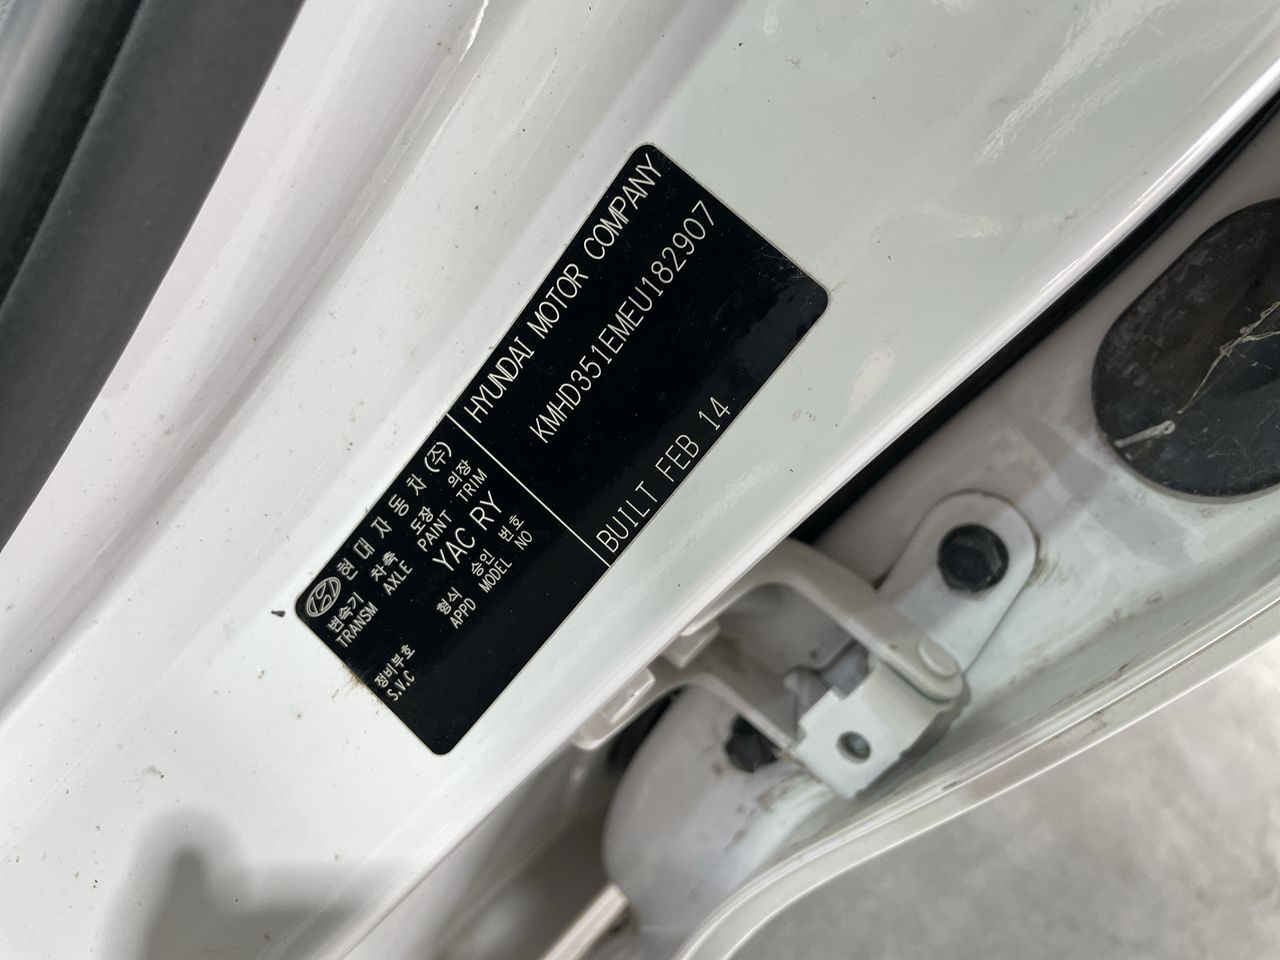 현대자동차(주)
HYUNDAI MOTOR COMPANY
변속기 차축 도장 의장
TRANSM AXLE PAINT TRIM
YAC RY
KMHD351EMEU182907
형식 승인 번호
APPD MODEL NO
BUILT FEB 14
정비부호
S.V.C